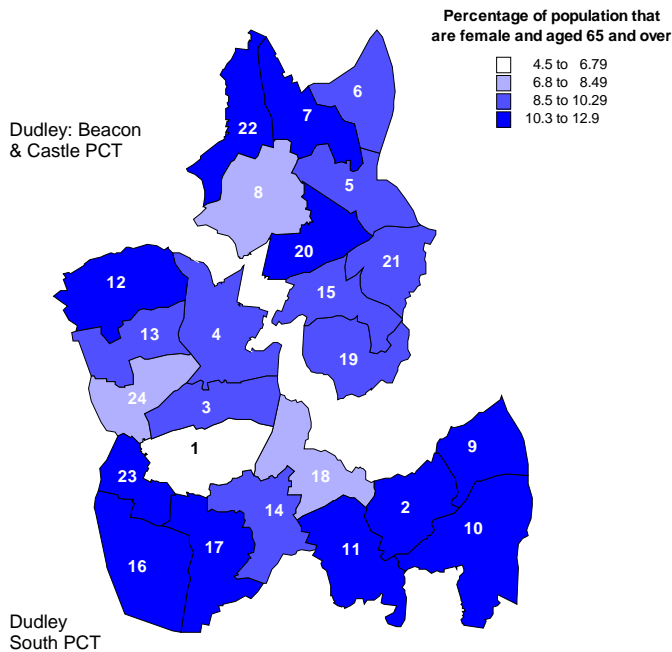 Percentage of population that
are female and aged 65 and over
4.5 to 6.79
6.8 to 8.49
8.5 to 10.29
10.3 to 12.9
Dudley: Beacon
& Castle PCT
6
7
22
5
8
20
21
12
15
13
4
19
24
3
1
9
23
18
14
2
10
17
11
16
Dudley
South PCT